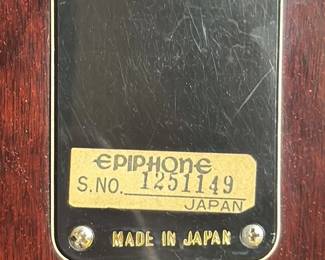 EPIPHONE
S.NO. 1251149
JAPAN
MADE IN JAPAN